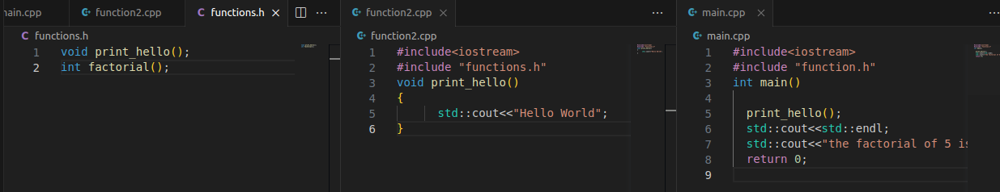 main.cpp
function2.cpp
functions.h
functions.h
1 void print_hello();
2 int factorial();
function2.cpp
function2.cpp
1 #include<iostream>
2 #include "functions.h"
3 void print_hello()
4 {
5 std::cout<<"Hello World";
6 }
main.cpp
main.cpp
1 #include<iostream>
2 #include "function.h"
3 int main()
4
5 print_hello();
6 std::cout<<std::endl;
7 std::cout<<"the factorial of 5 is
8 return 0;
9